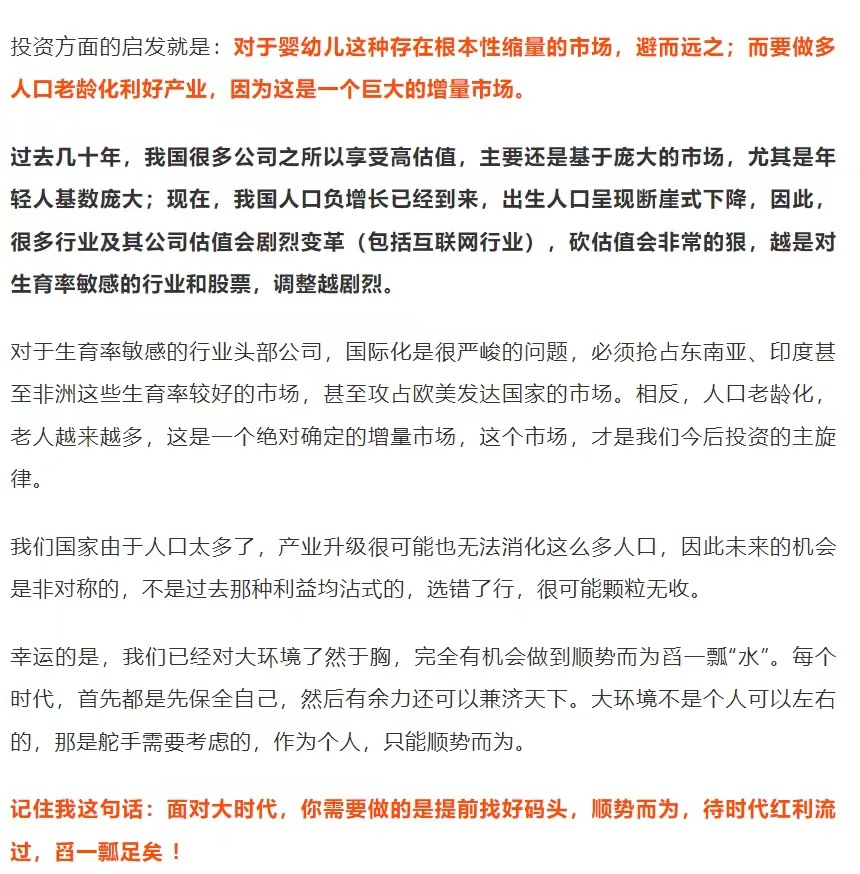 投资方面的启发就是：对于婴幼儿这种存在根本性缩量的市场，避而远之；而要做多
人口老龄化利好产业，因为这是一个巨大的增量市场。
过去几十年，我国很多公司之所以享受高估值，主要还是基于庞大的市场，尤其是年
轻人基数庞大；现在，我国人口负增长已经到来，出生人口呈现断崖式下降，因此，
很多行业及其公司估值会剧烈变革（包括互联网行业），砍估值会非常的狠，越是对
生育率敏感的行业和股票，调整越剧烈。
对于生育率敏感的行业头部公司，国际化是很严峻的问题，必须抢占东南亚、印度甚
至非洲这些生育率较好的市场，甚至攻占欧美发达国家的市场。相反，人口老龄化，
老人越来越多，这是一个绝对确定的增量市场，这个市场，才是我们今后投资的主旋
律。
我们国家由于人口太多了，产业升级很可能也无法消化这么多人口，因此未来的机会
是非对称的，不是过去那种利益均沾式的，选错了行，很可能颗粒无收。
幸运的是，我们已经对大环境了然于胸，完全有机会做到顺势而为舀一瓢“水”。每个
时代，首先都是先保全自己，然后有余力还可以兼济天下。大环境不是个人可以左右
的，那是舵手需要考虑的，作为个人，只能顺势而为。
记住我这句话：面对大时代，你需要做的是提前找好码头，顺势而为，待时代红利流
过，舀一瓢足矣！